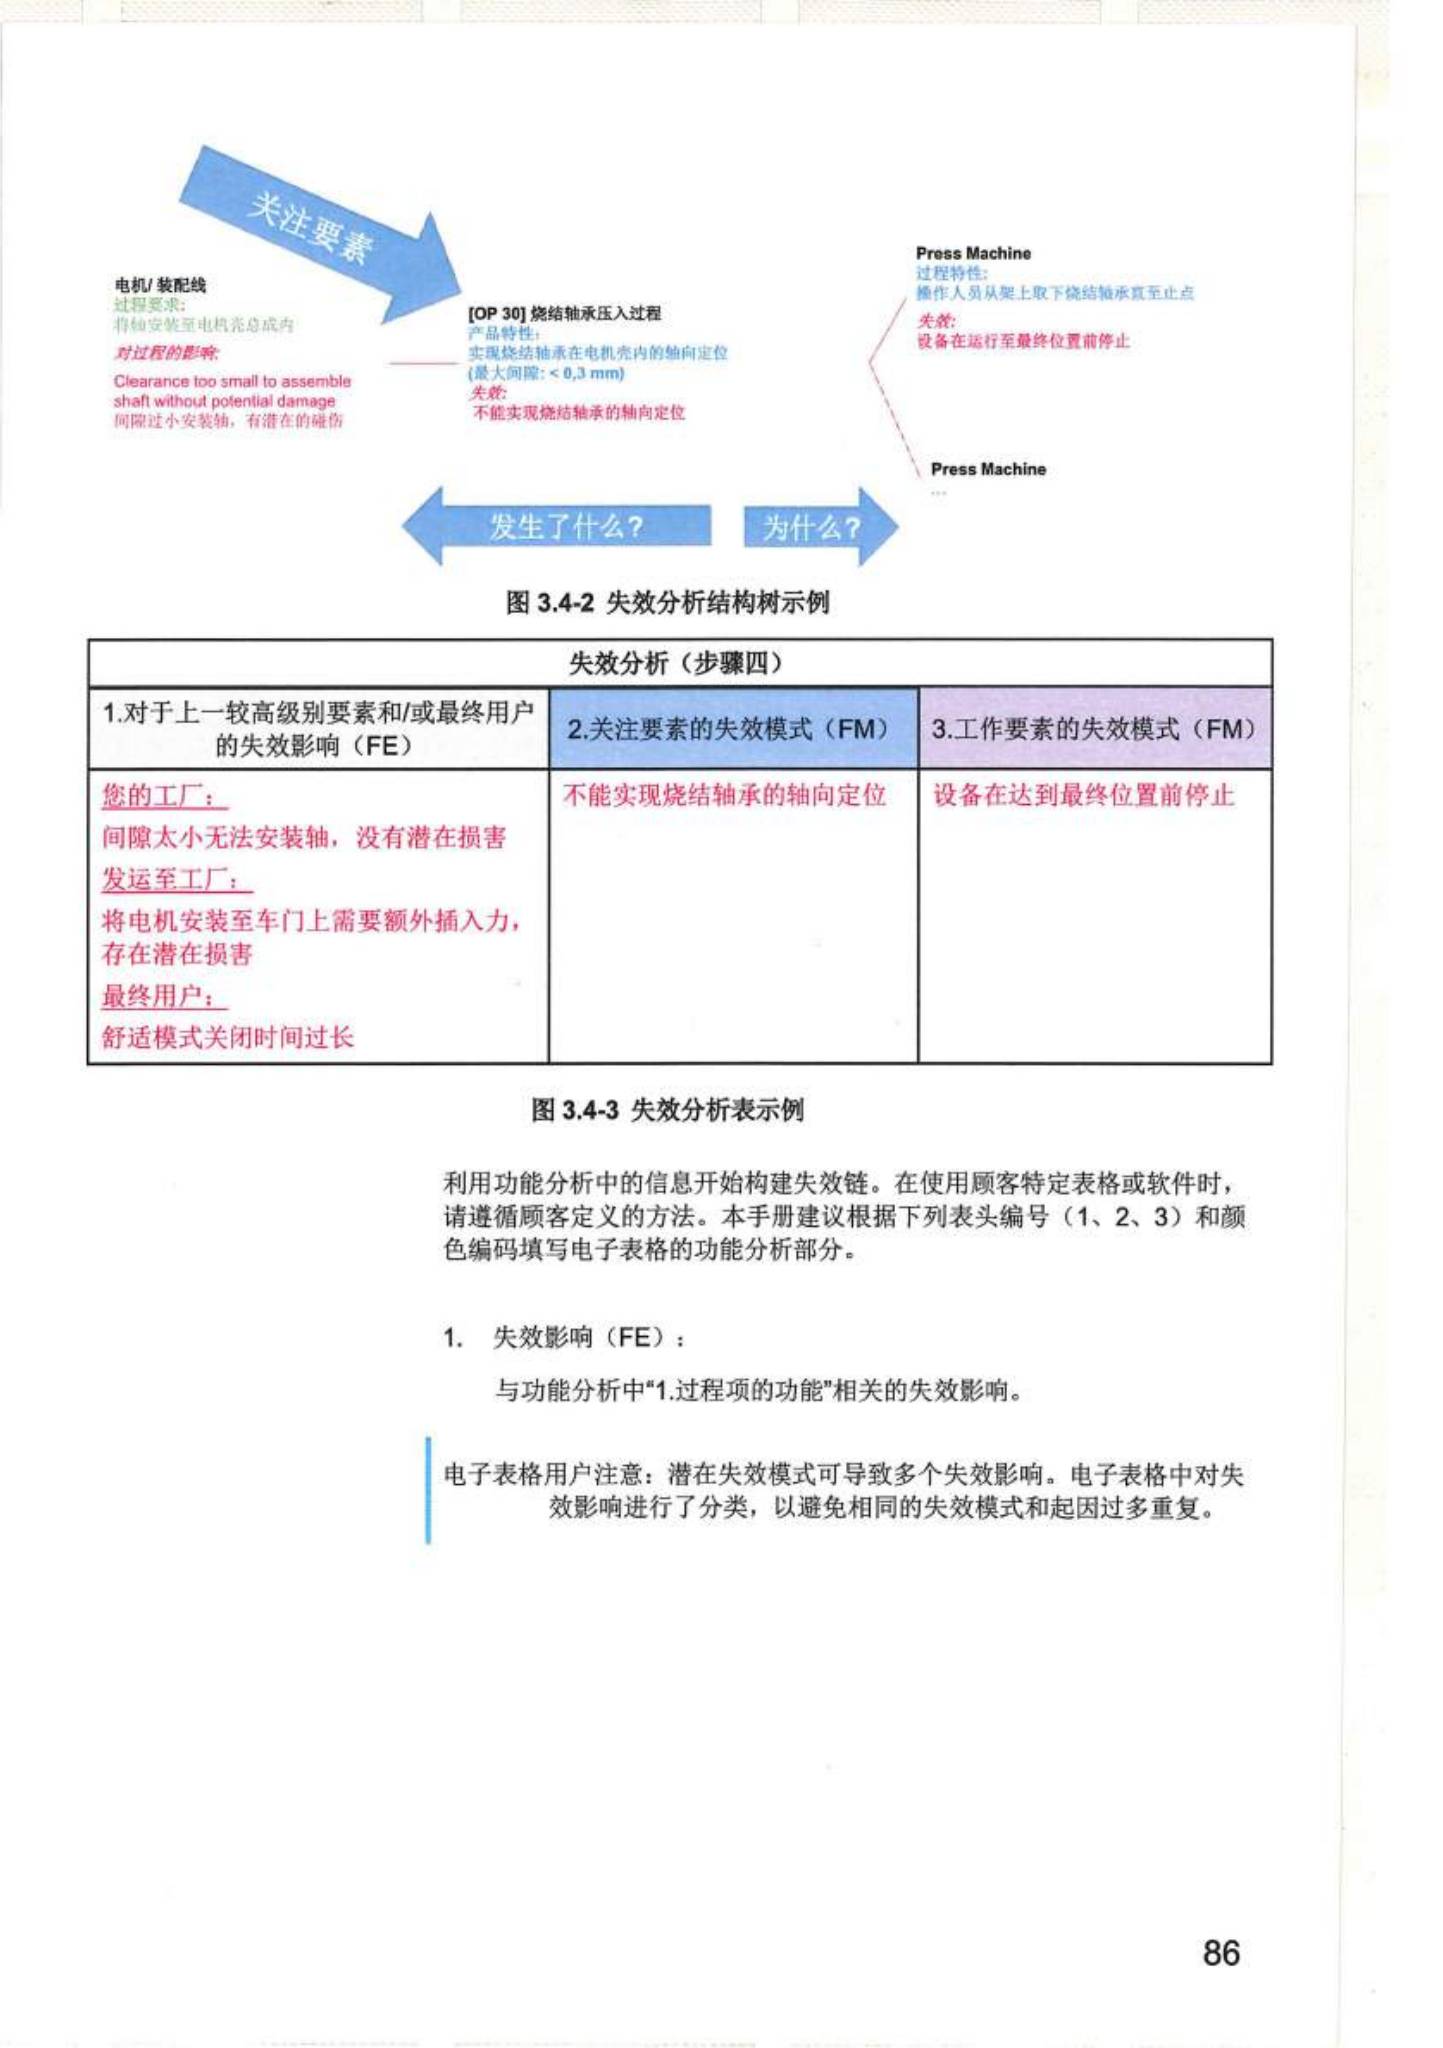 关注要素
电机/ 装配线
过程要求:
将轴安装至电机壳总成内
对过程的影响:
Clearance too small to assemble
shaft without potential damage
间隙过小安装轴，有潜在的碰伤
[OP 30] 烧结轴承压入过程
产品特性:
实现烧结轴承在电机壳内的轴向定位
(最大间隙: < 0,3 mm)
失效:
不能实现烧结轴承的轴向定位
Press Machine
过程特性:
操作人员从架上取下烧结轴承直至止点
失效:
设备在运行至最终位置前停止
Press Machine
...
发生了什么?
为什么?
图 3.4-2 失效分析结构树示例
失效分析（步骤四）
1.对于上一较高级别要素和/或最终用户
的失效影响（FE）
2.关注要素的失效模式（FM）
3.工作要素的失效模式（FM）
您的工厂：
间隙太小无法安装轴，没有潜在损害
发运至工厂：
将电机安装至车门上需要额外插入力，
存在潜在损害
最终用户：
舒适模式关闭时间过长
不能实现烧结轴承的轴向定位
设备在达到最终位置前停止
图 3.4-3 失效分析表示例
利用功能分析中的信息开始构建失效链。在使用顾客特定表格或软件时，
请遵循顾客定义的方法。本手册建议根据下列表头编号（1、2、3）和颜
色编码填写电子表格的功能分析部分。
1. 失效影响（FE）：
与功能分析中“1.过程项的功能”相关的失效影响。
电子表格用户注意：潜在失效模式可导致多个失效影响。电子表格中对失
效影响进行了分类，以避免相同的失效模式和起因过多重复。
86